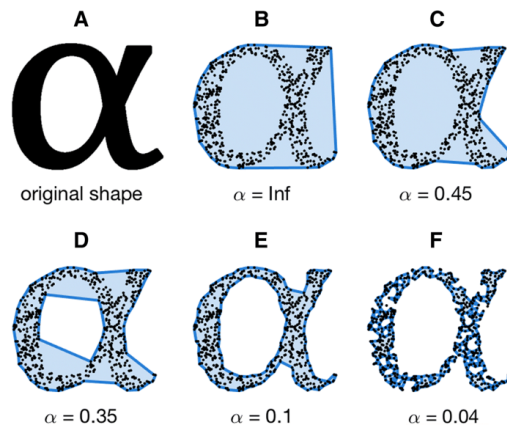 A
B
C
α
original shape
α = Inf
α = 0.45
D
E
F
α = 0.35
α = 0.1
α = 0.04